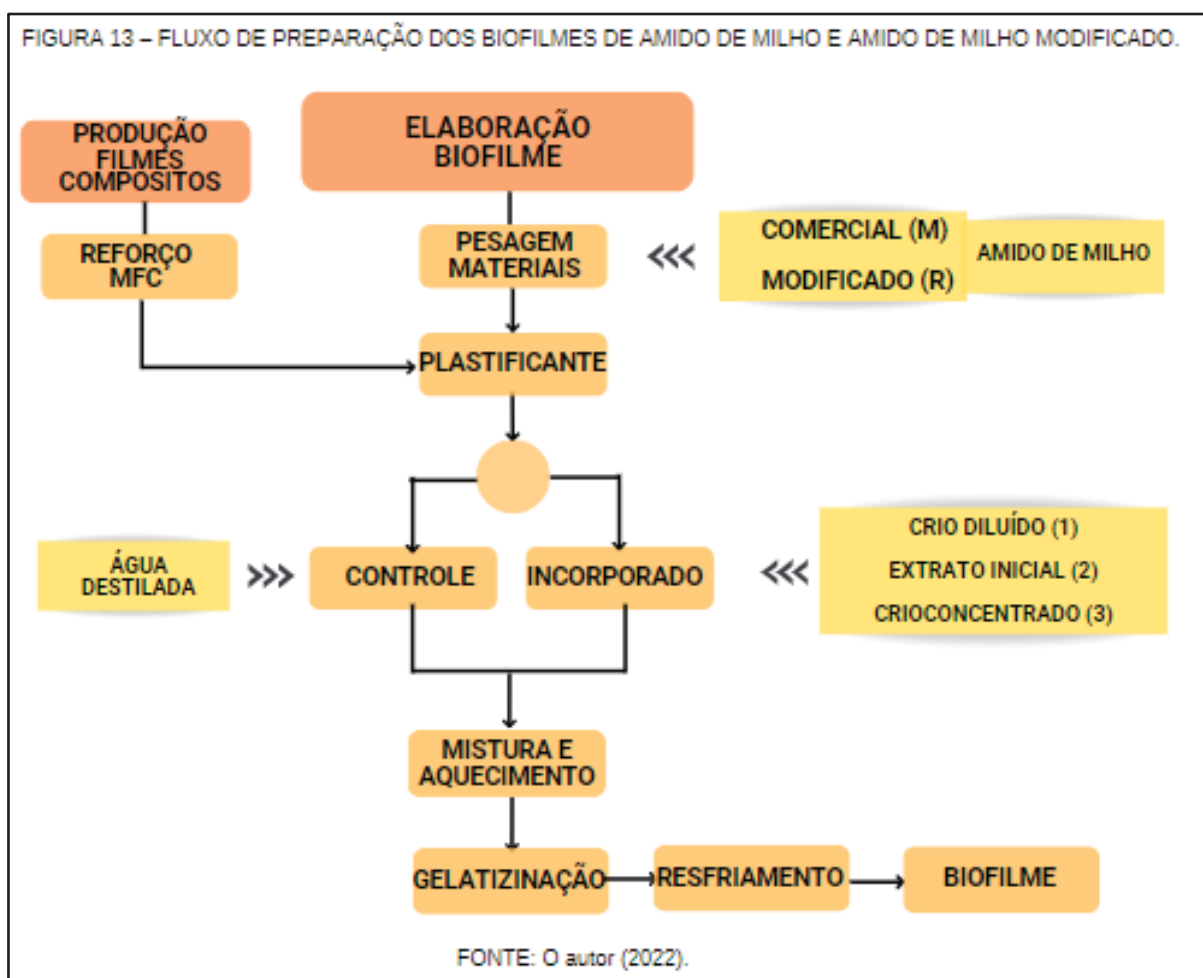 FIGURA 13 – FLUXO DE PREPARAÇÃO DOS BIOFILMES DE AMIDO DE MILHO E AMIDO DE MILHO MODIFICADO.
PRODUÇÃO
FILMES
COMPÓSITOS
ELABORAÇÃO
BIOFILME
REFORÇO
MFC
PESAGEM
MATERIAIS
COMERCIAL (M)
MODIFICADO (R)
AMIDO DE MILHO
PLASTIFICANTE
ÁGUA
DESTILADA
CONTROLE
INCORPORADO
CRIO DILUÍDO (1)
EXTRATO INICIAL (2)
CRIOCONCENTRADO (3)
MISTURA E
AQUECIMENTO
GELATIZINAÇÃO
RESFRIAMENTO
BIOFILME
FONTE: O autor (2022).